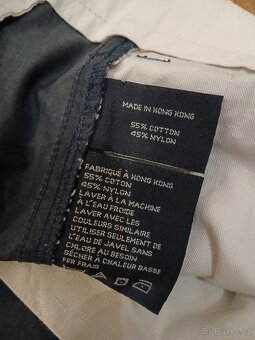 MADE IN HONG KONG
55% COTTON
45% NYLON
FABRIQUÉ À HONG KONG
55% COTON
45% NYLON
LAVER À LA MACHINE
À L'EAU FROIDE
LAVER AVEC LES
COULEURS SIMILAIRE
UTILISER SEULEMENT DE
L'EAU DE JAVEL SANS
CHLORE AU BESOIN
SÉCHER À CHALEUR BASSE
FER FRAIS